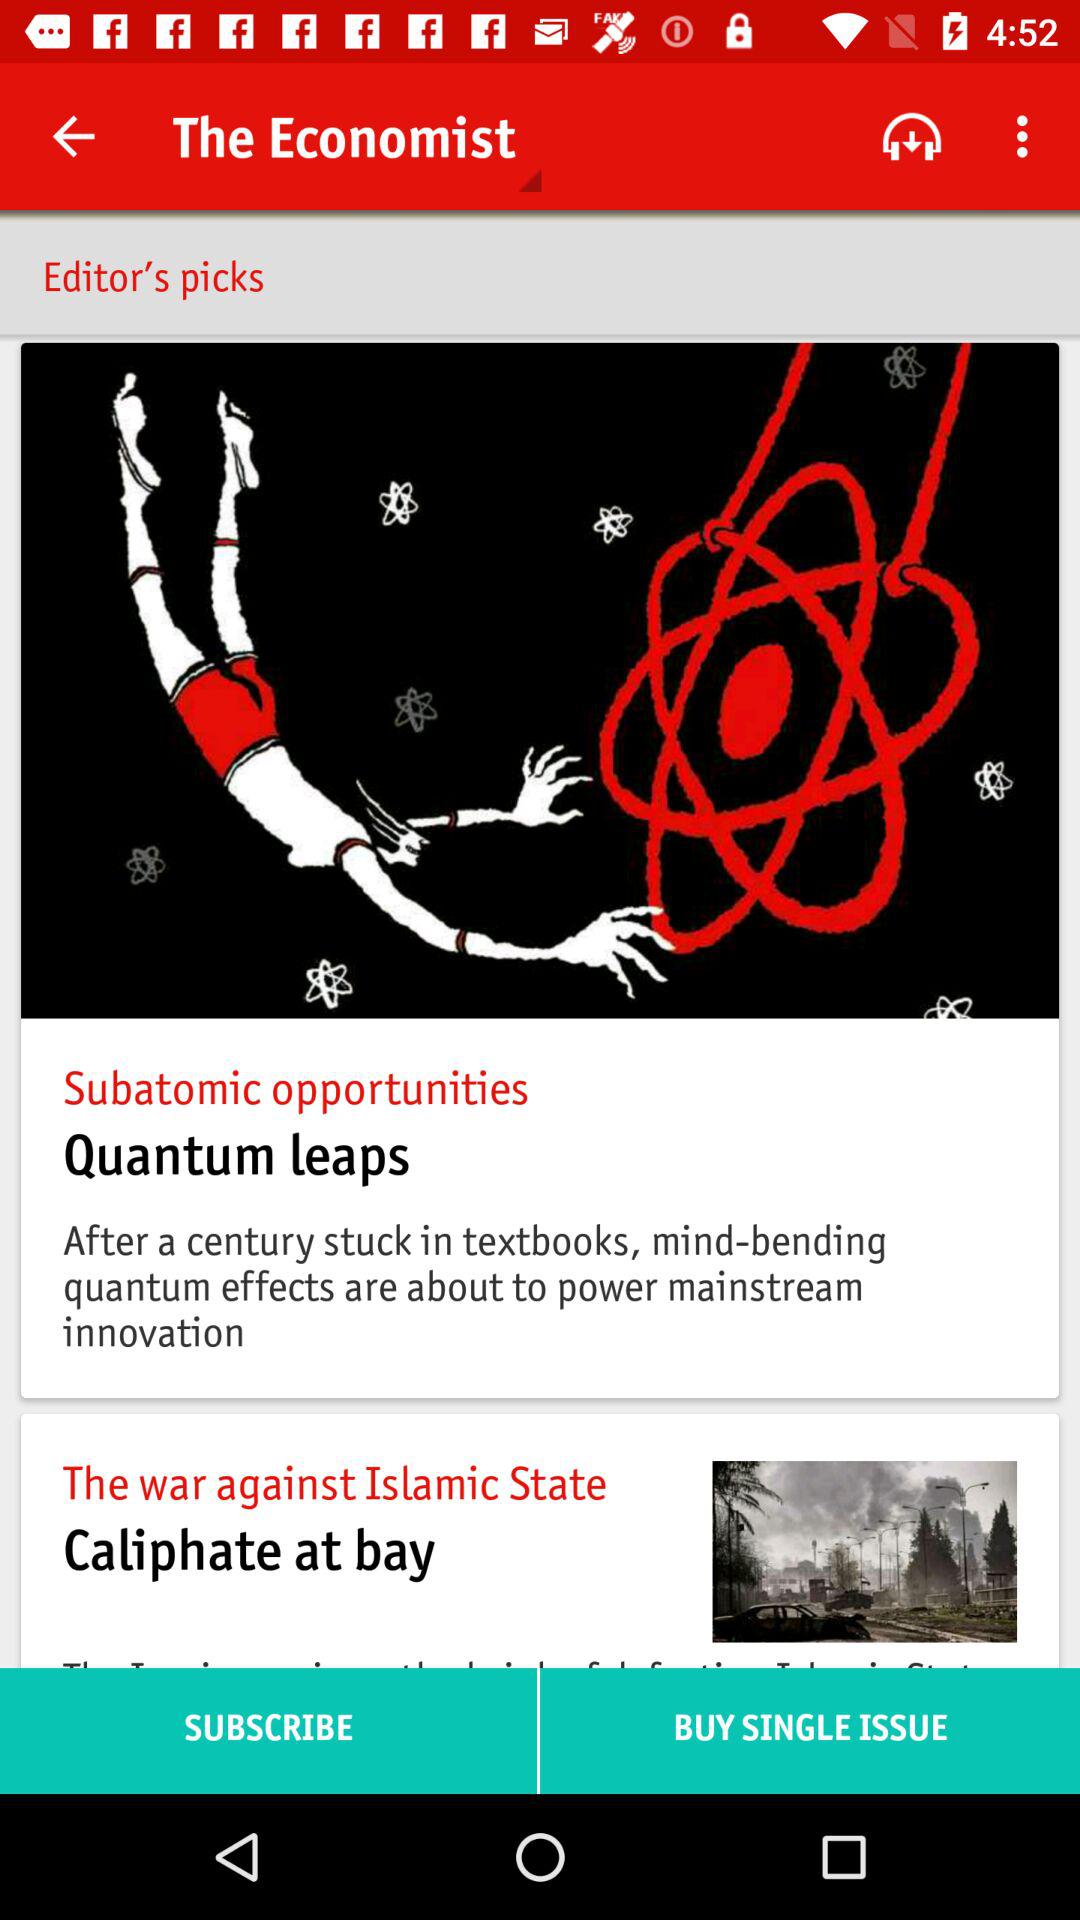 FAKE
4:52
The Economist
Editor's picks
Subatomic opportunities
Quantum leaps
After a century stuck in textbooks, mind-bending
quantum effects are about to power mainstream
innovation
The war against Islamic State
Caliphate at bay
SUBSCRIBE
BUY SINGLE ISSUE